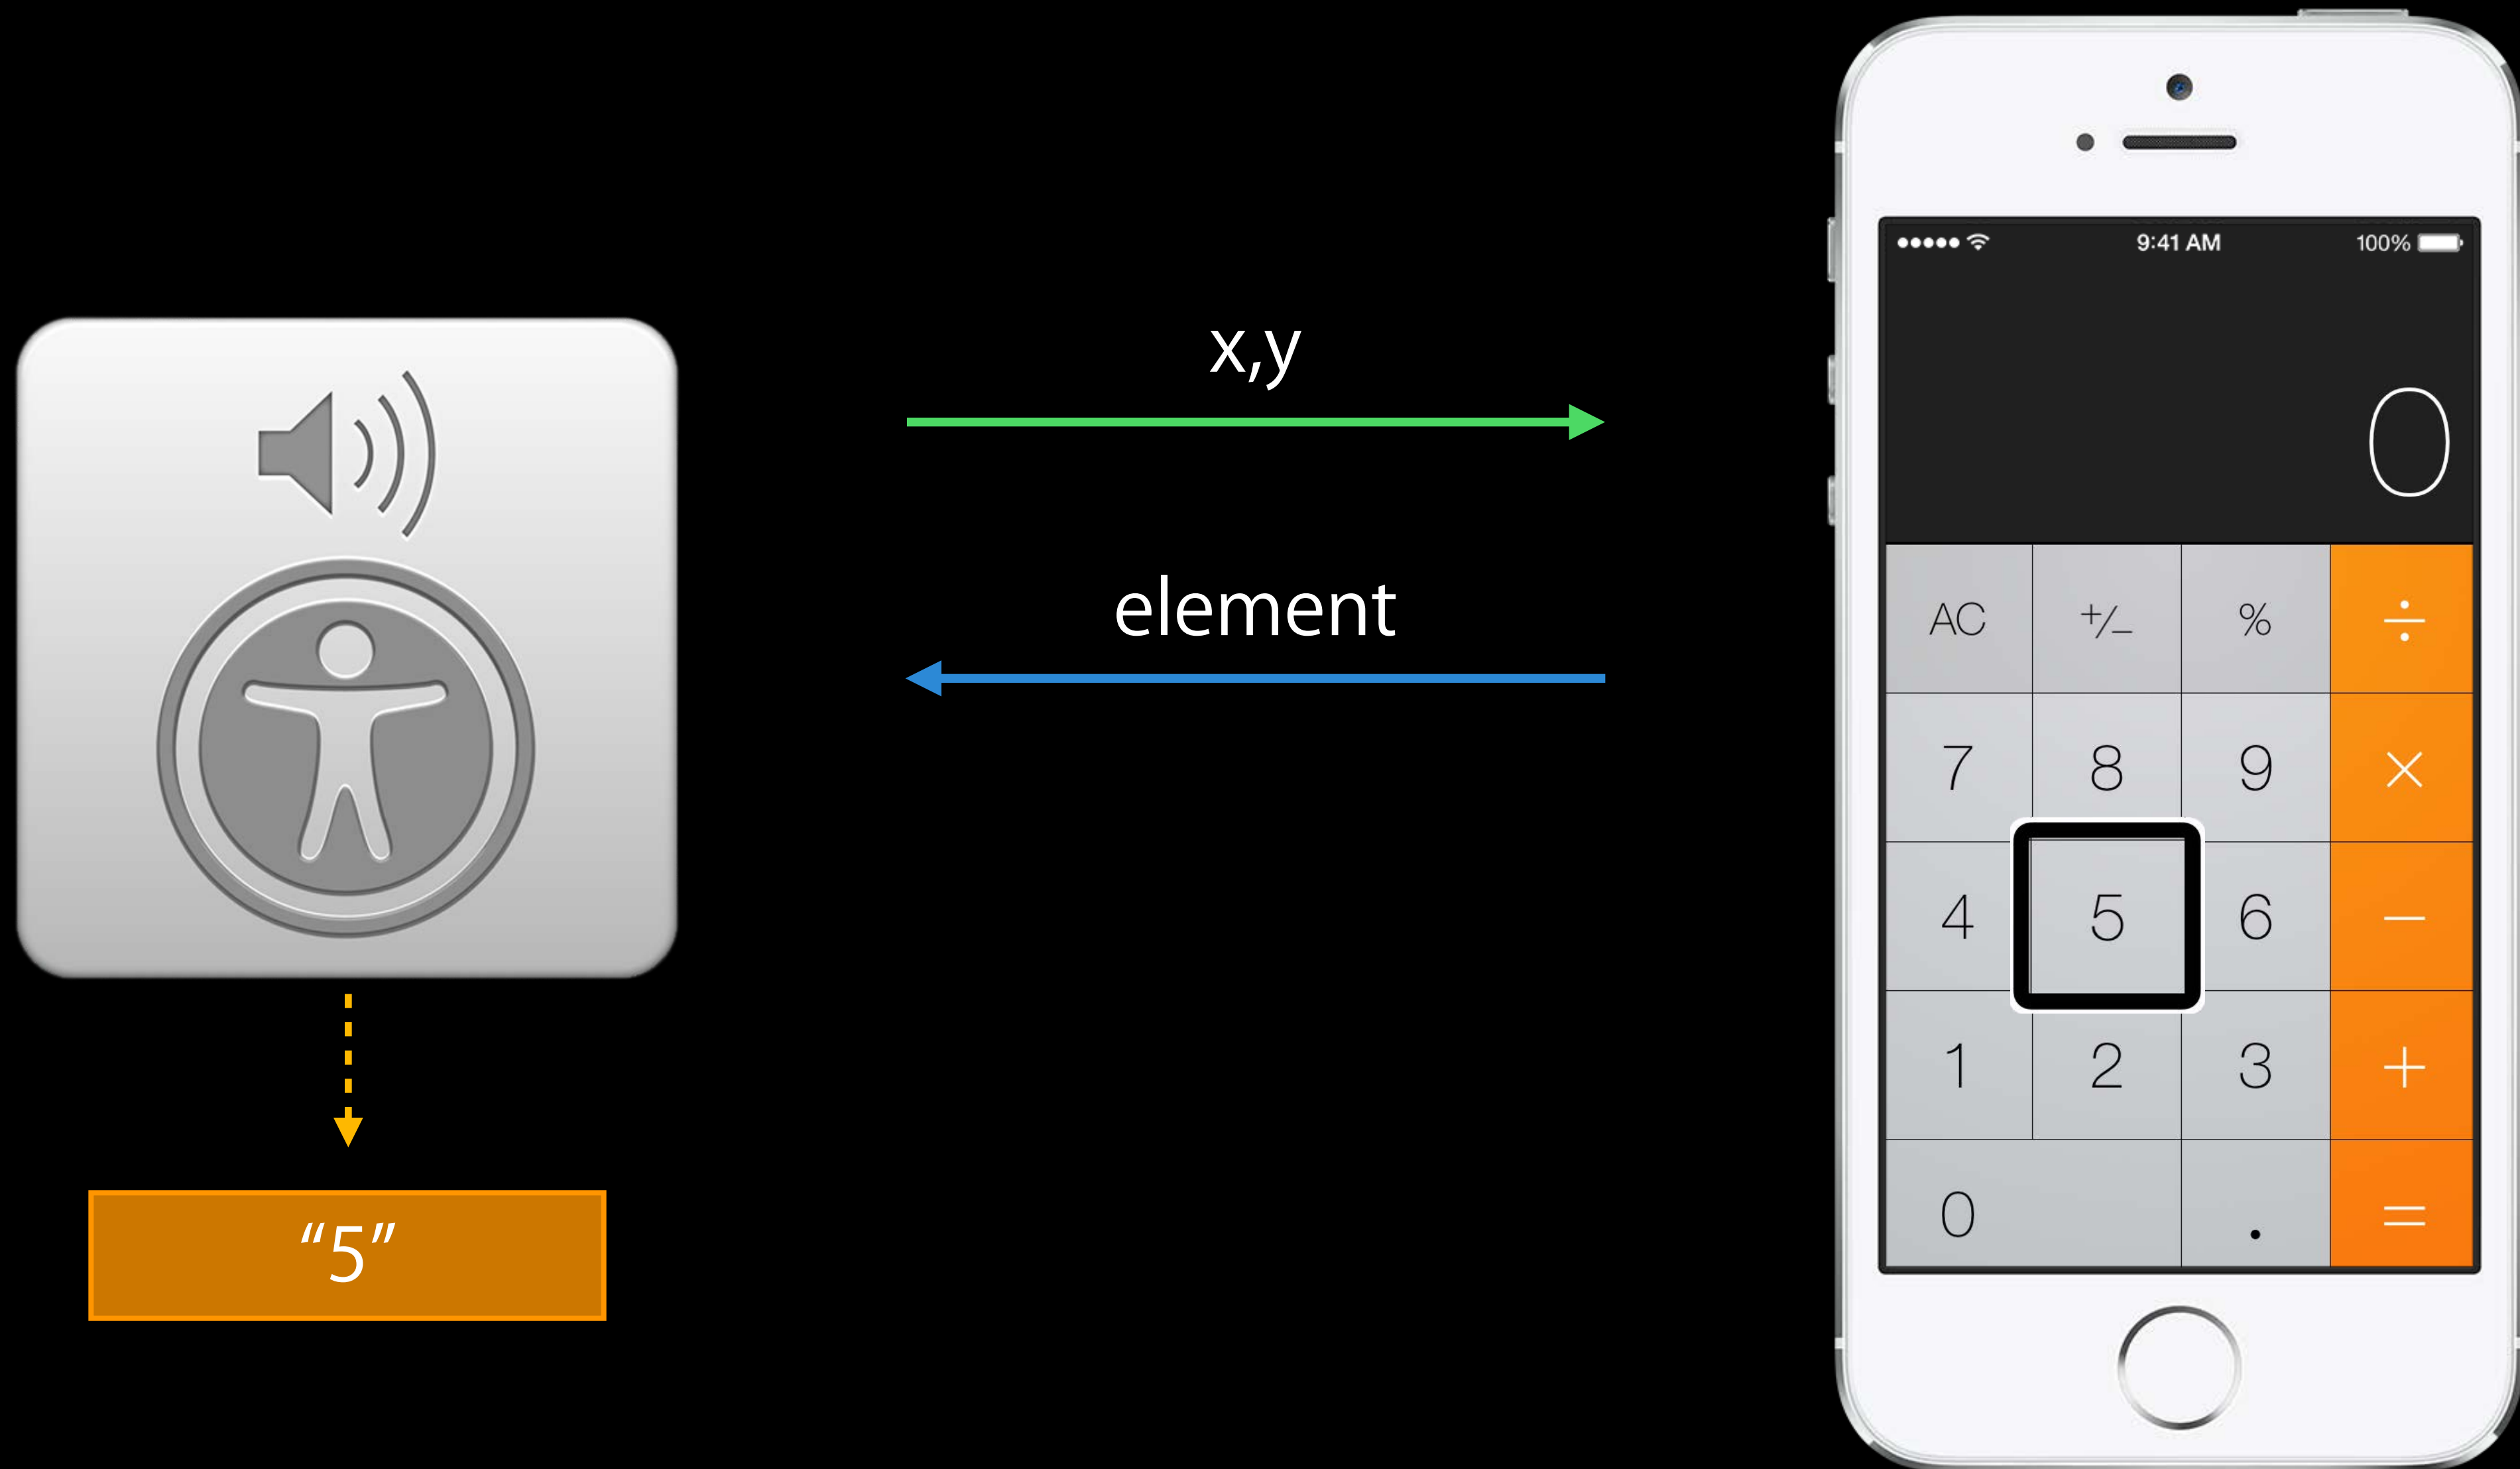 x,y
element
“5”
9:41 AM 100%
0
AC +/− % ÷
7 8 9 ×
4 5 6 −
1 2 3 +
0 . =